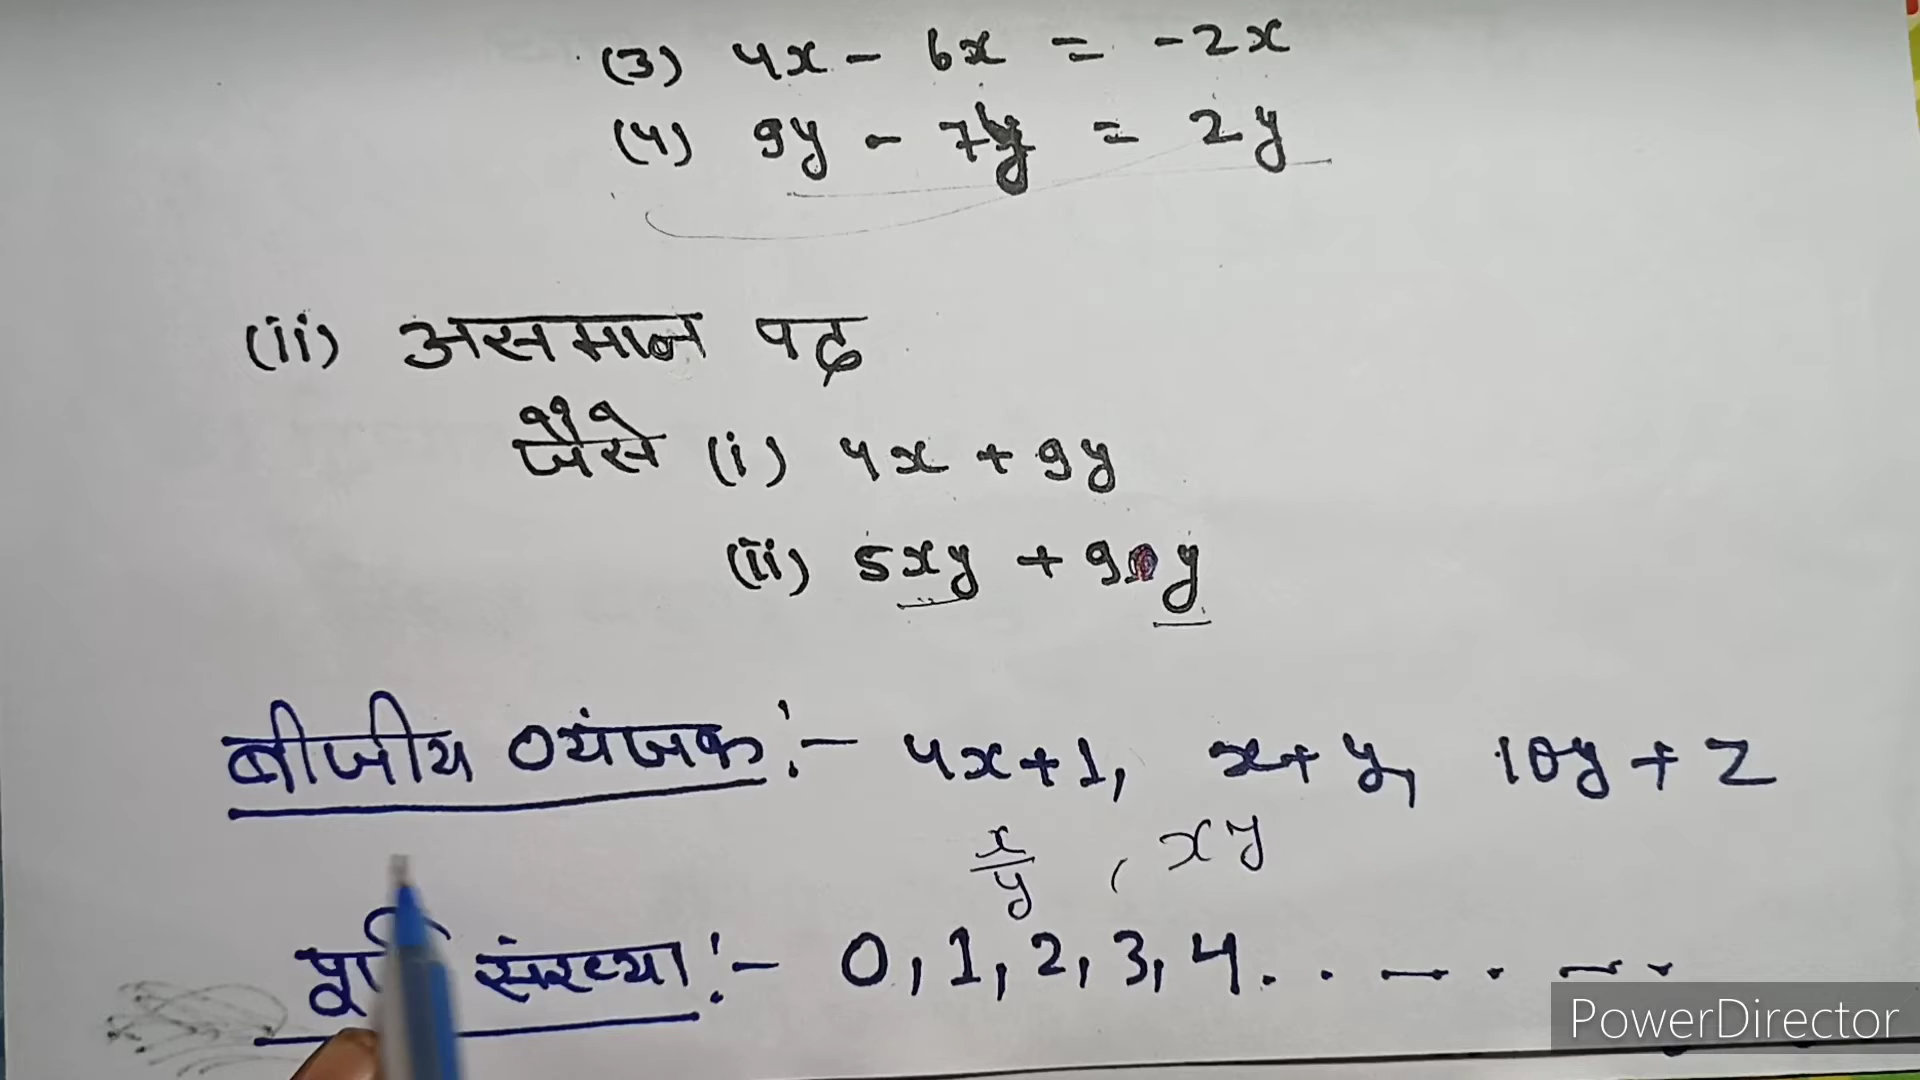 (3) 4x - 6x = -2x
(4) 9y - 7y = 2y
(ii) असमान पद
जैसे (i) 4x + 9y
(ii) 5xy + 9y
बीजीय व्यंजक :- 4x+1, x+y, 10y + z
x/y , xy
संख्या :- 0, 1, 2, 3, 4. . — . — .
PowerDirector